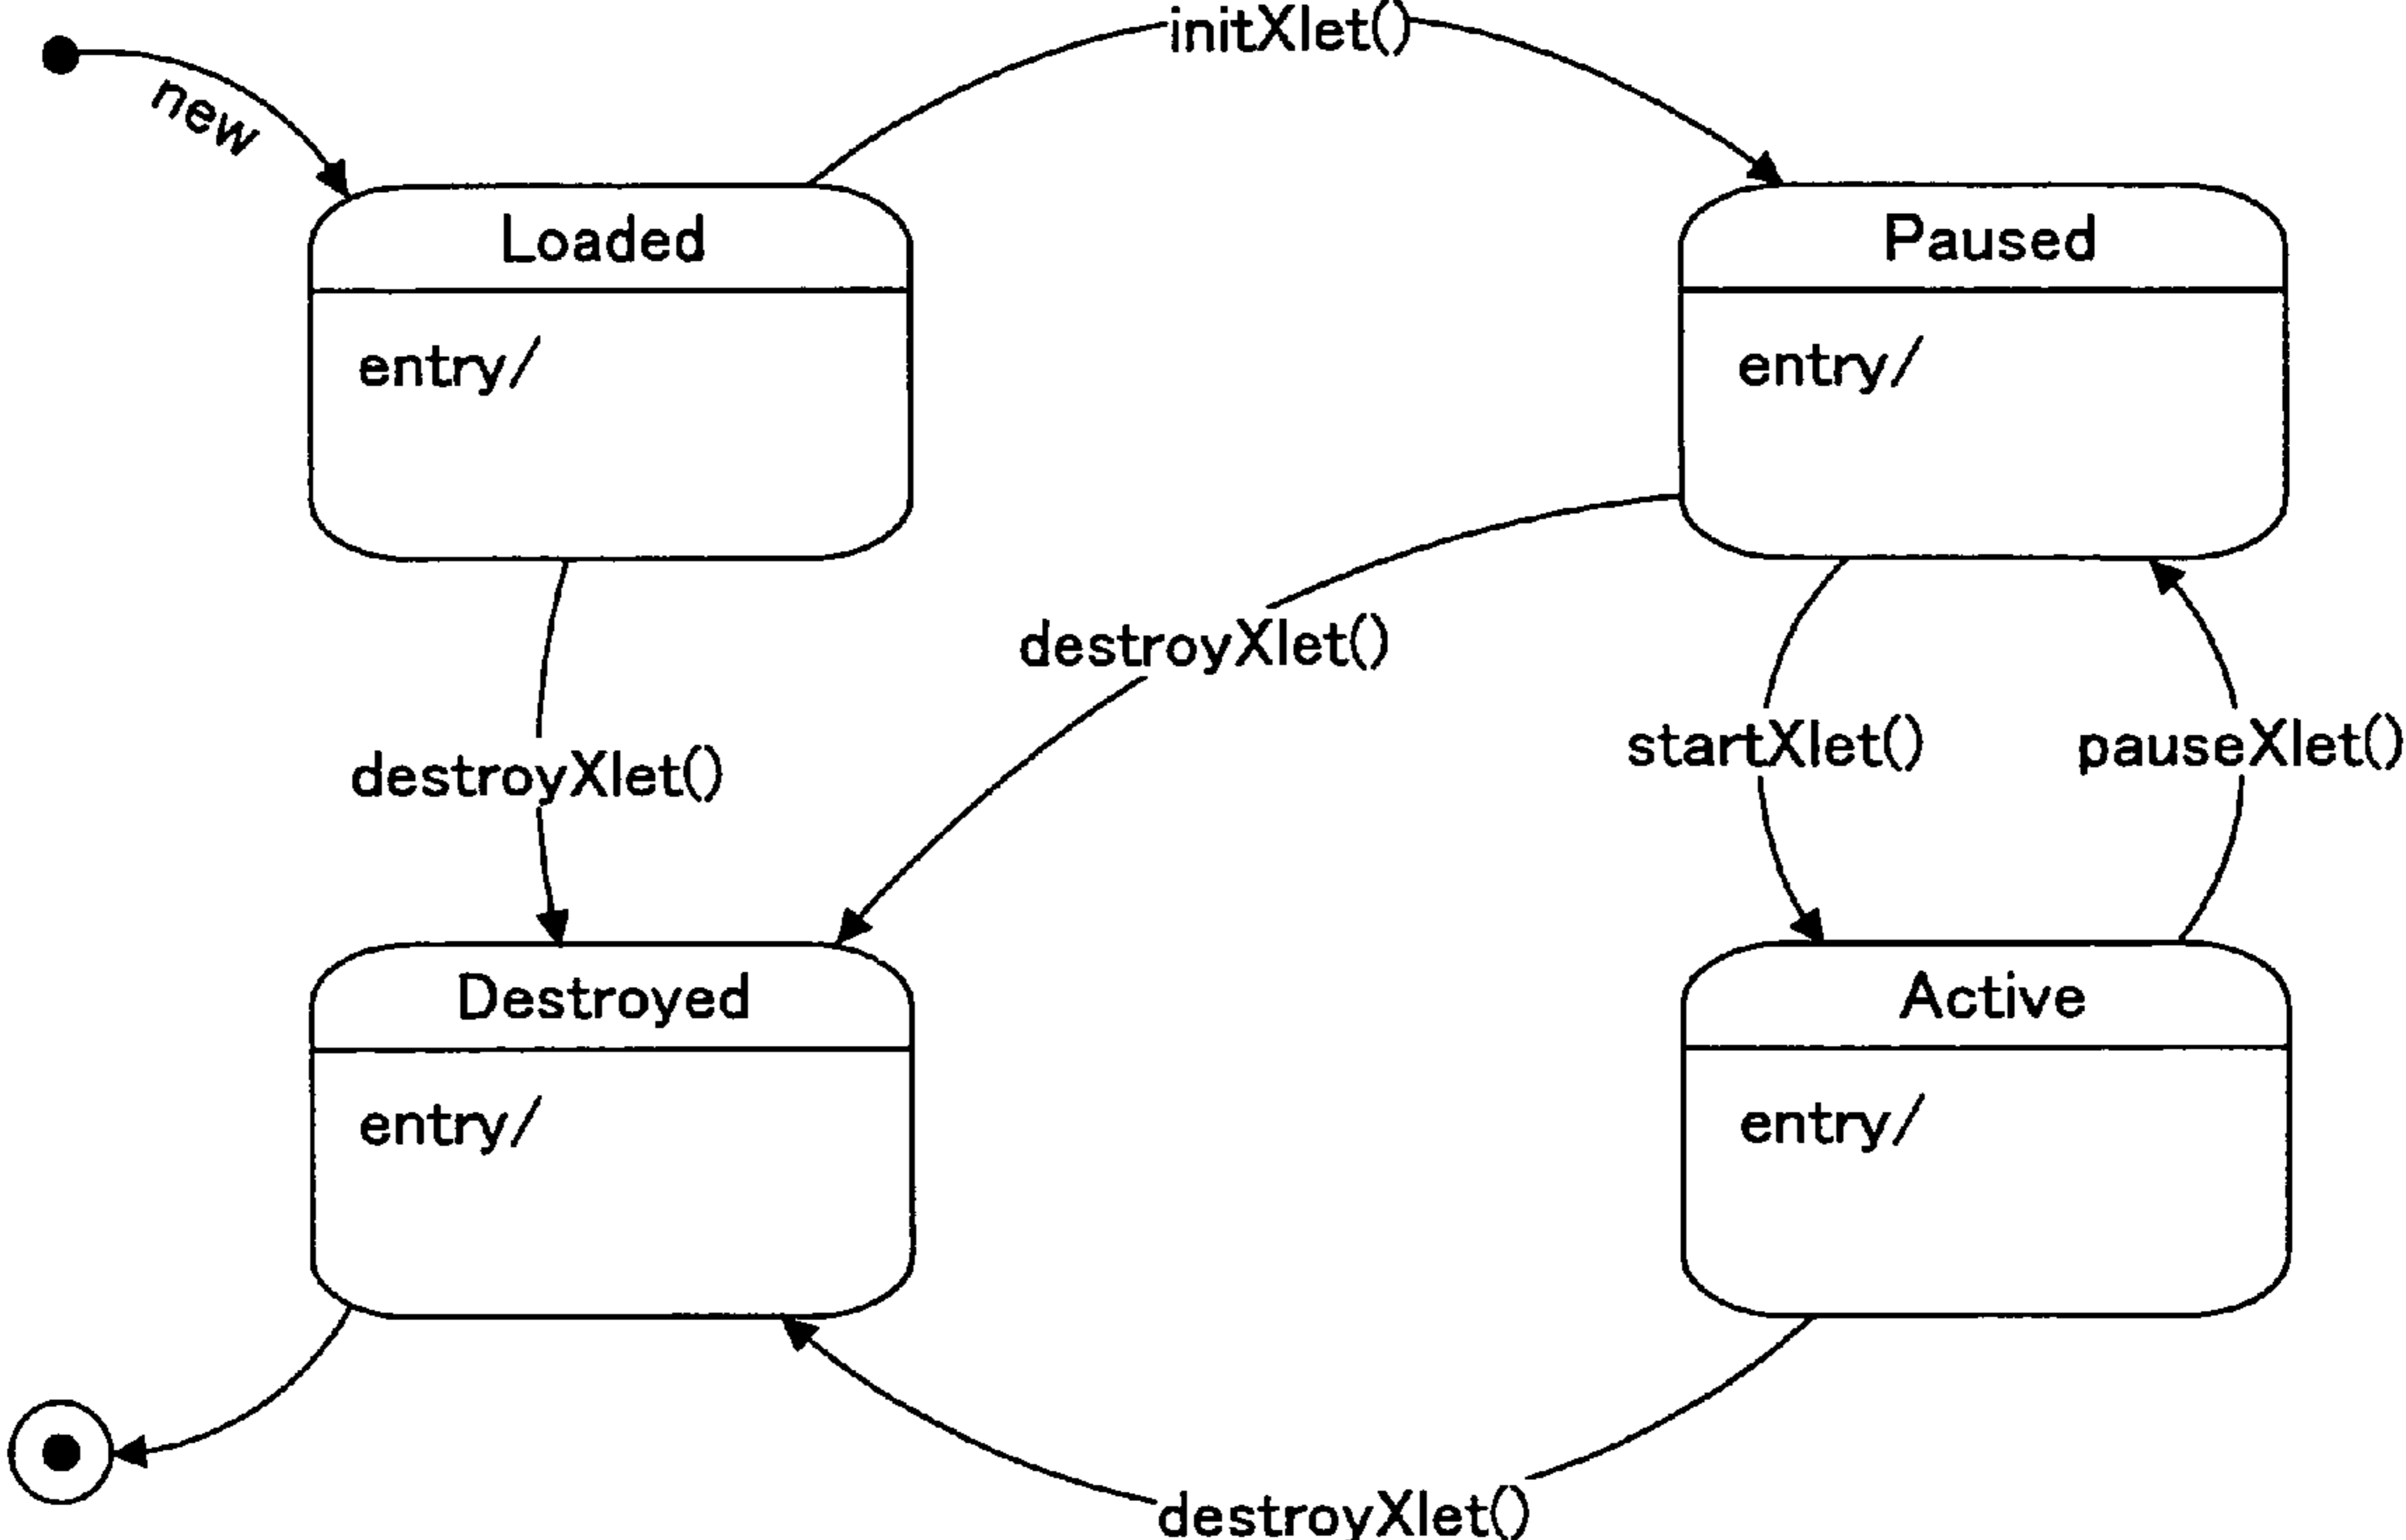 initXlet()
new
Loaded
Paused
entry/
entry/
destroyXlet()
startXlet()
pauseXlet()
destroyXlet()
Destroyed
Active
entry/
entry/
destroyXlet()